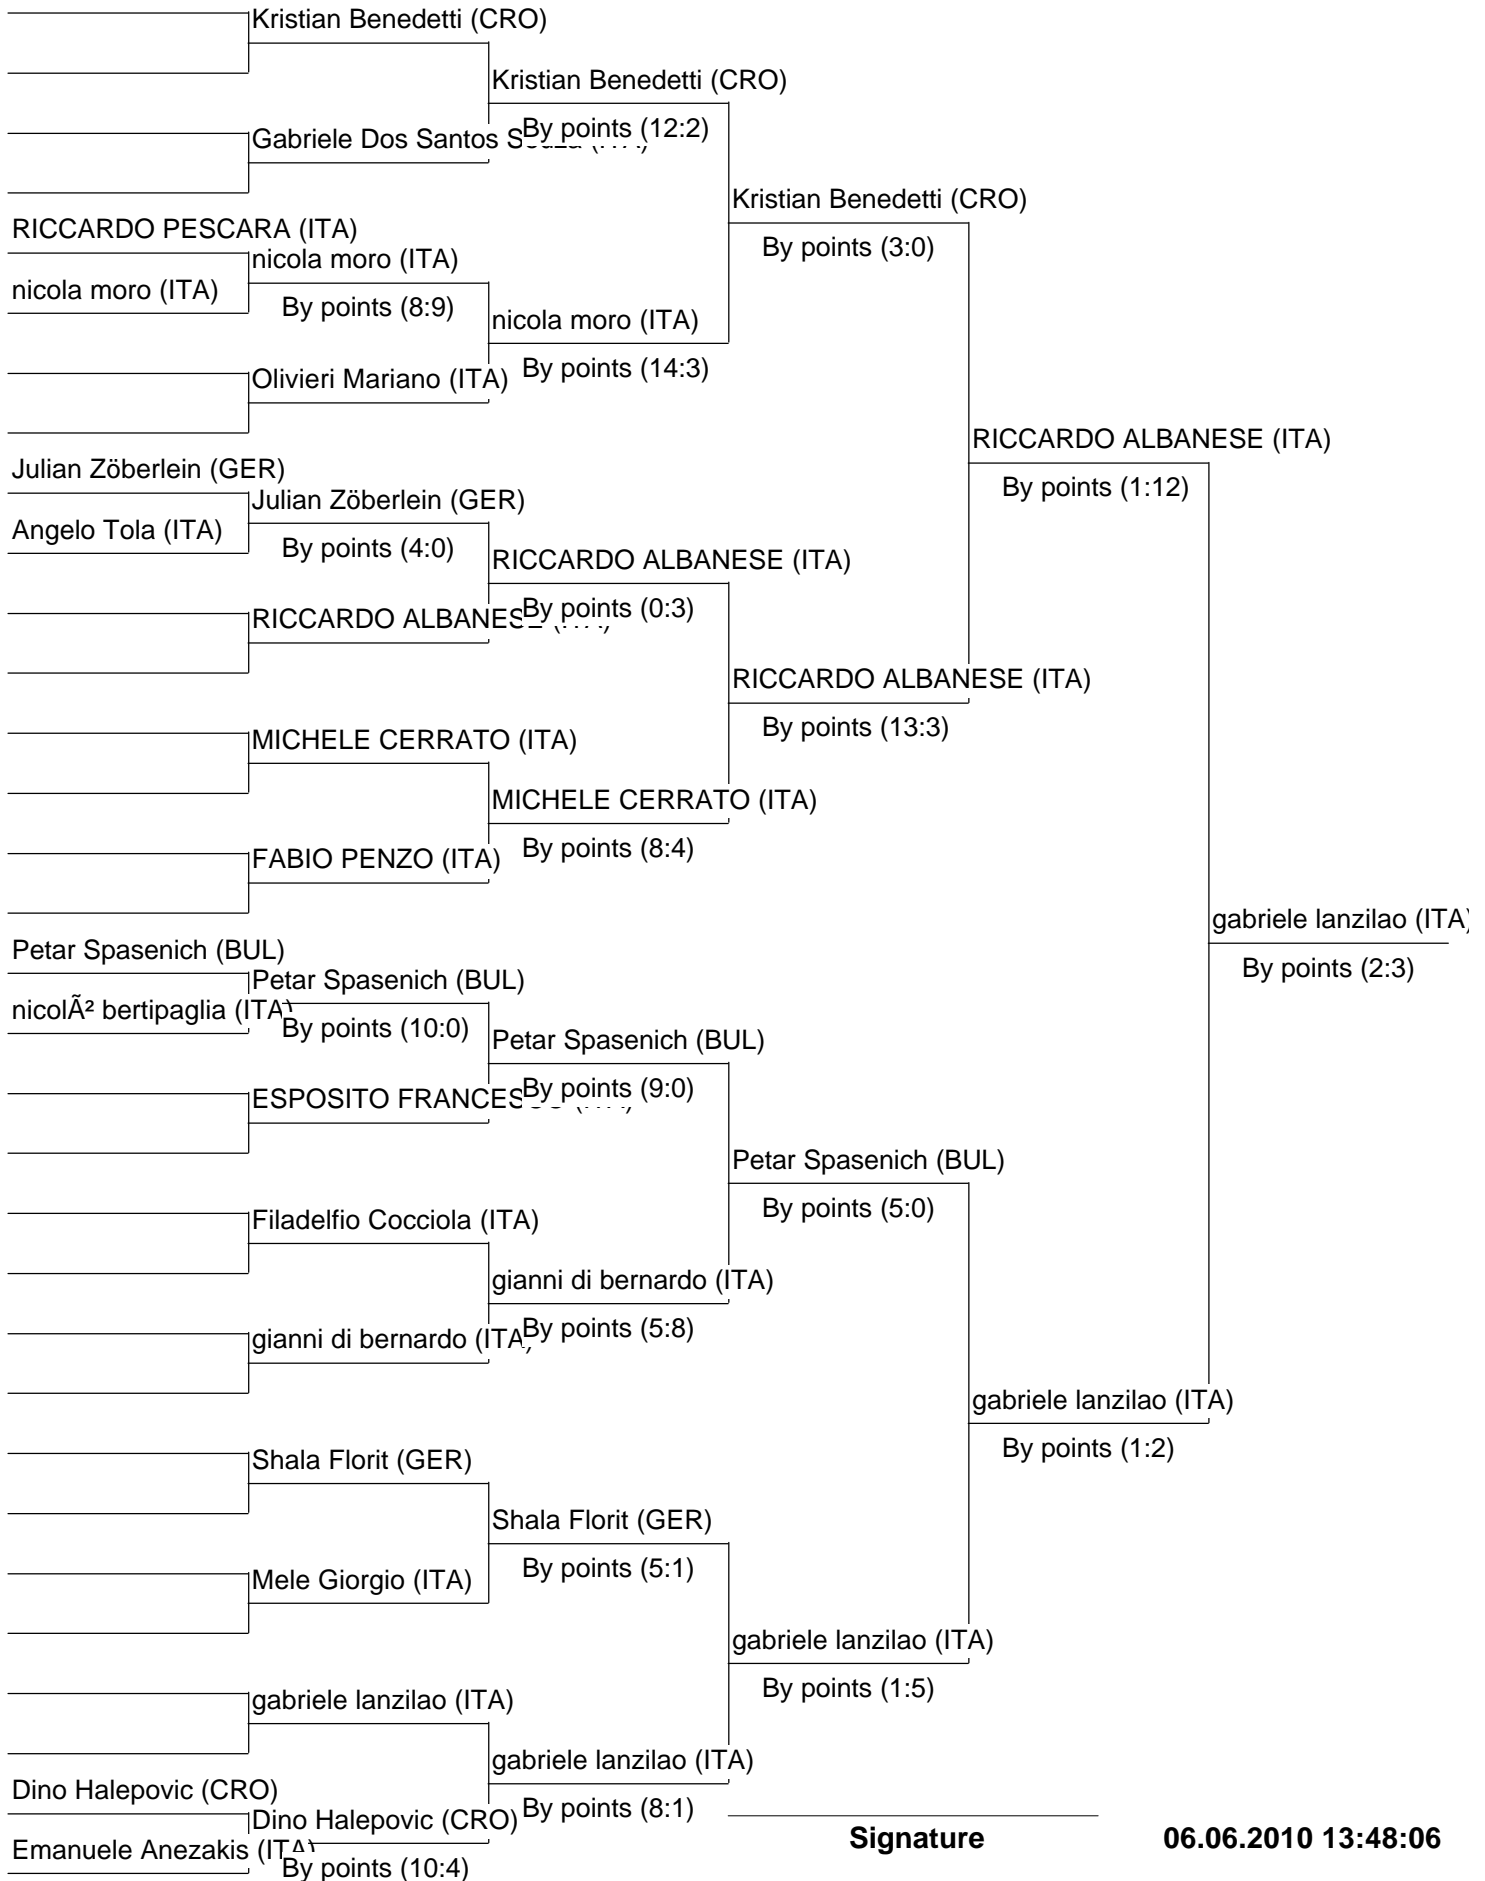 Kristian Benedetti (CRO)
Kristian Benedetti (CRO)
By points (12:2)
Gabriele Dos Santos
Kristian Benedetti (CRO)
RICCARDO PESCARA (ITA)
By points (3:0)
nicola moro (ITA)
nicola moro (ITA)
By points (8:9)
nicola moro (ITA)
By points (14:3)
Olivieri Mariano (ITA)
RICCARDO ALBANESE (ITA)
Julian Zöberlein (GER)
By points (1:12)
Julian Zöberlein (GER)
Angelo Tola (ITA)
By points (4:0)
RICCARDO ALBANESE (ITA)
By points (0:3)
RICCARDO ALBANESE (ITA)
RICCARDO ALBANESE (ITA)
By points (13:3)
MICHELE CERRATO (ITA)
MICHELE CERRATO (ITA)
By points (8:4)
FABIO PENZO (ITA)
gabriele lanzilao (ITA)
Petar Spasenich (BUL)
By points (2:3)
Petar Spasenich (BUL)
nicolÃ² bertipaglia (ITA)
By points (10:0)
Petar Spasenich (BUL)
By points (9:0)
ESPOSITO FRANCESCO (ITA)
Petar Spasenich (BUL)
By points (5:0)
Filadelfio Cocciola (ITA)
gianni di bernardo (ITA)
By points (5:8)
gianni di bernardo (ITA)
gabriele lanzilao (ITA)
By points (1:2)
Shala Florit (GER)
Shala Florit (GER)
By points (5:1)
Mele Giorgio (ITA)
gabriele lanzilao (ITA)
By points (1:5)
gabriele lanzilao (ITA)
gabriele lanzilao (ITA)
Dino Halepovic (CRO)
By points (8:1)
Dino Halepovic (CRO)
Signature
06.06.2010 13:48:06
Emanuele Anezakis (ITA)
By points (10:4)